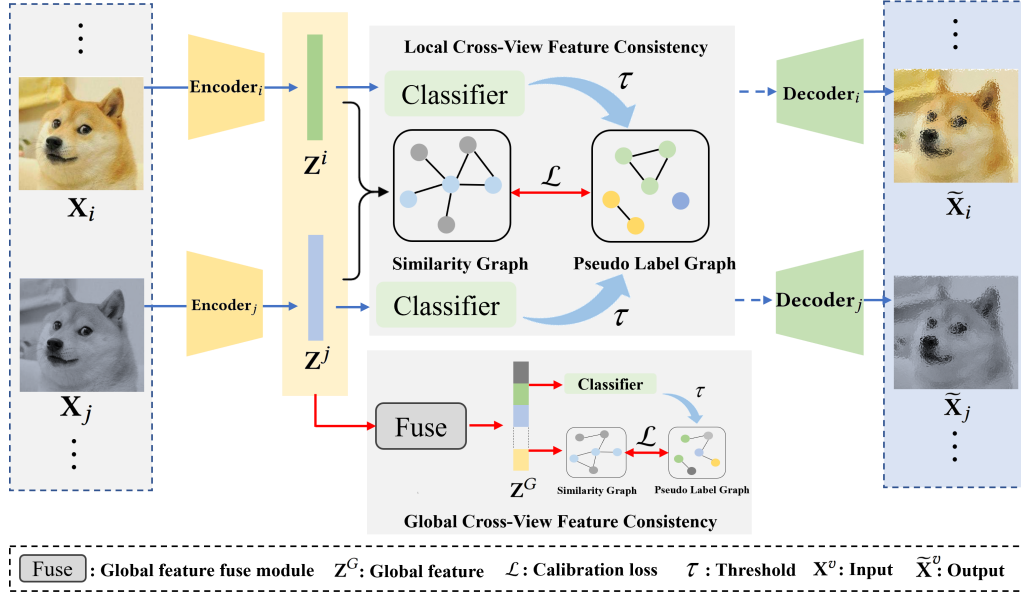 ⋮
X_i
X_j
⋮
Encoder_i
Encoder_j
Z^i
Z^j
Local Cross-View Feature Consistency
Classifier
τ
ℒ
Similarity Graph
Pseudo Label Graph
Classifier
τ
Decoder_i
Decoder_j
⋮
X̃_i
X̃_j
⋮
Fuse
Z^G
Classifier
τ
ℒ
Similarity Graph
Pseudo Label Graph
Global Cross-View Feature Consistency
Fuse : Global feature fuse module Z^G: Global feature ℒ : Calibration loss τ : Threshold X^v : Input X̃^v : Output